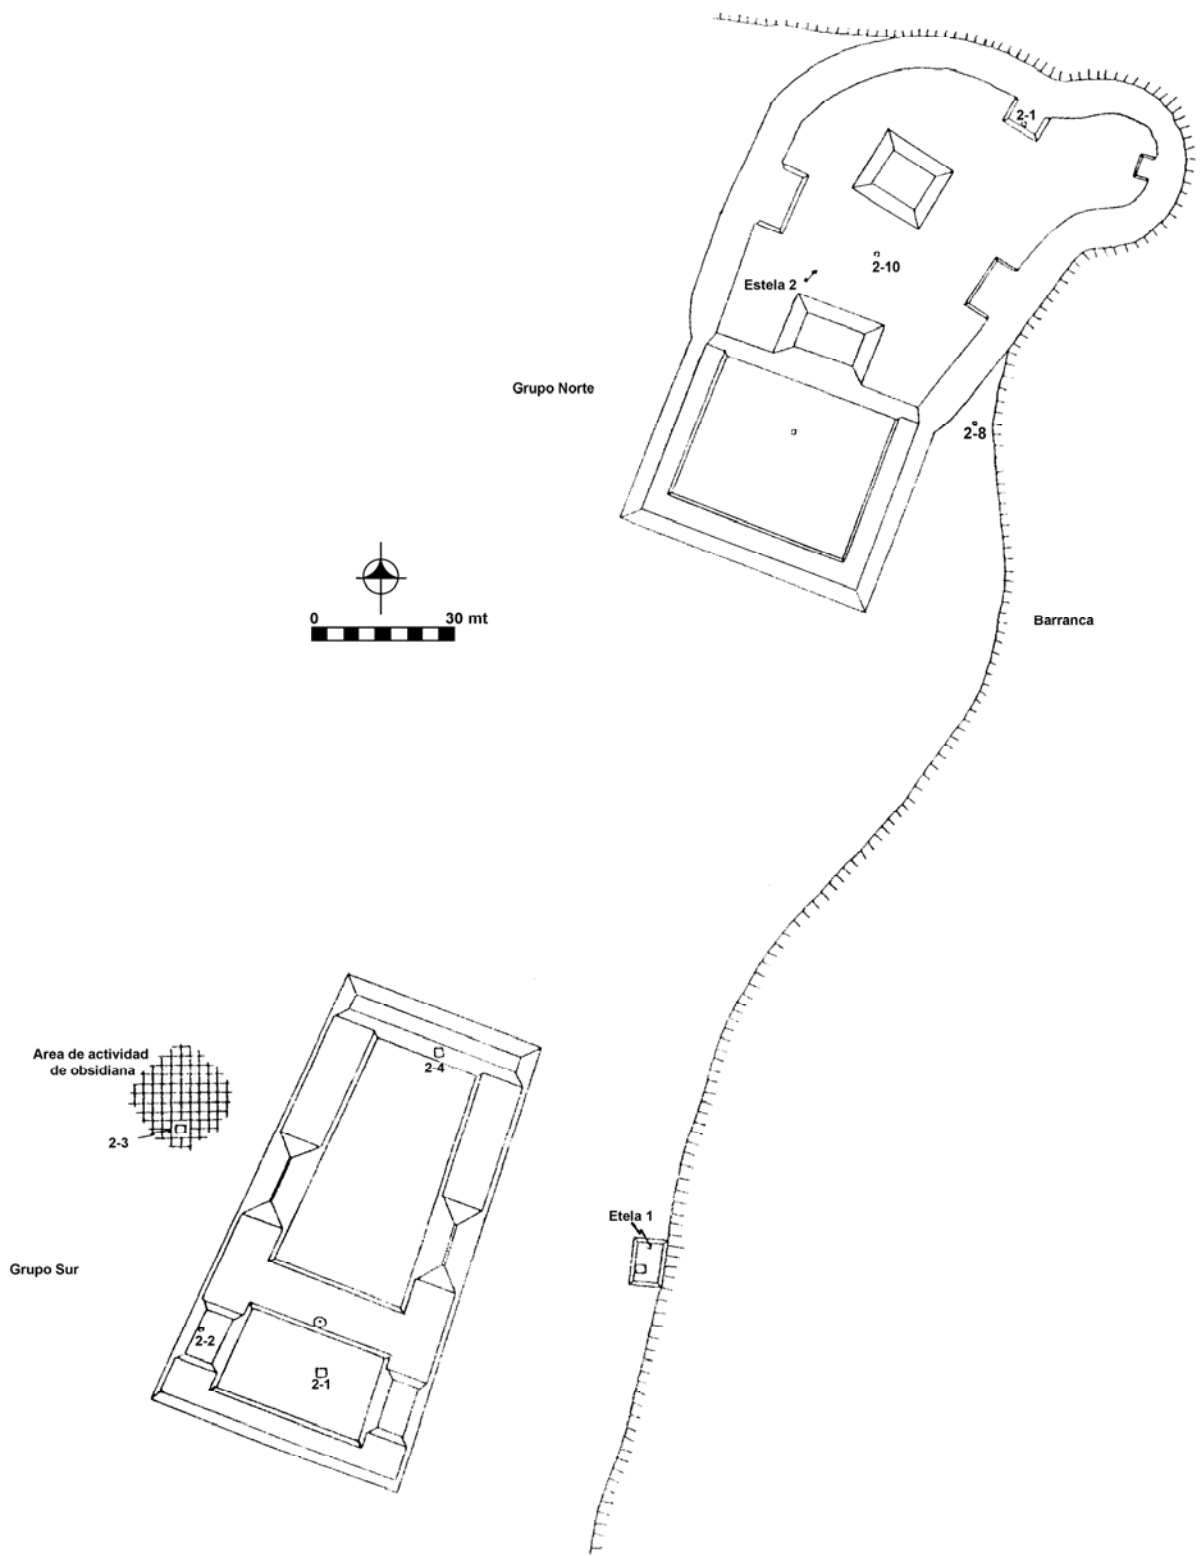 2-1
2-10
Estela 2
Grupo Norte
2-8
0 30 mt
Barranca
Area de actividad
de obsidiana
2-4
2-3
Etela 1
Grupo Sur
2-2
2-1